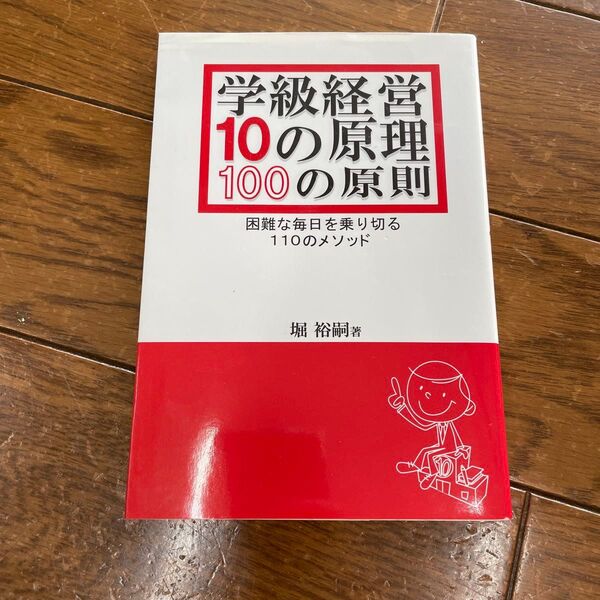 学級経営
10の原理
100の原則
困難な毎日を乗り切る
110のメソッド
堀 裕嗣著
10